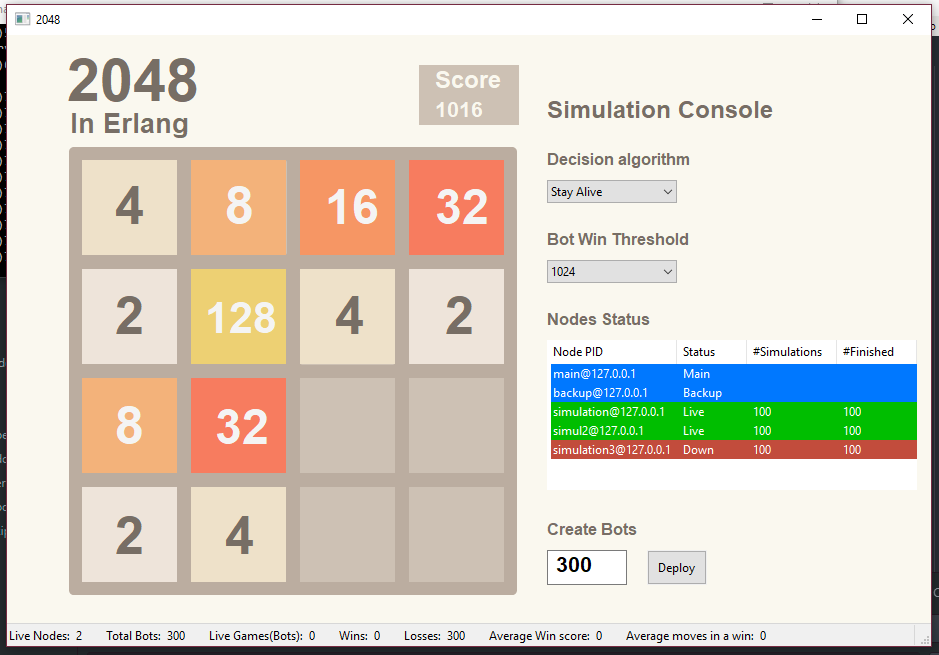 2048
2048
In Erlang
Score
1016
4 8 16 32
2 128 4 2
8 32
2 4
Simulation Console
Decision algorithm
Stay Alive
Bot Win Threshold
1024
Nodes Status
Node PID Status #Simulations #Finished
main@127.0.0.1 Main
backup@127.0.0.1 Backup
simulation@127.0.0.1 Live 100 100
simul2@127.0.0.1 Live 100 100
simulation3@127.0.0.1 Down 100 100
Create Bots
300 Deploy
Live Nodes: 2 Total Bots: 300 Live Games(Bots): 0 Wins: 0 Losses: 300 Average Win score: 0 Average moves in a win: 0